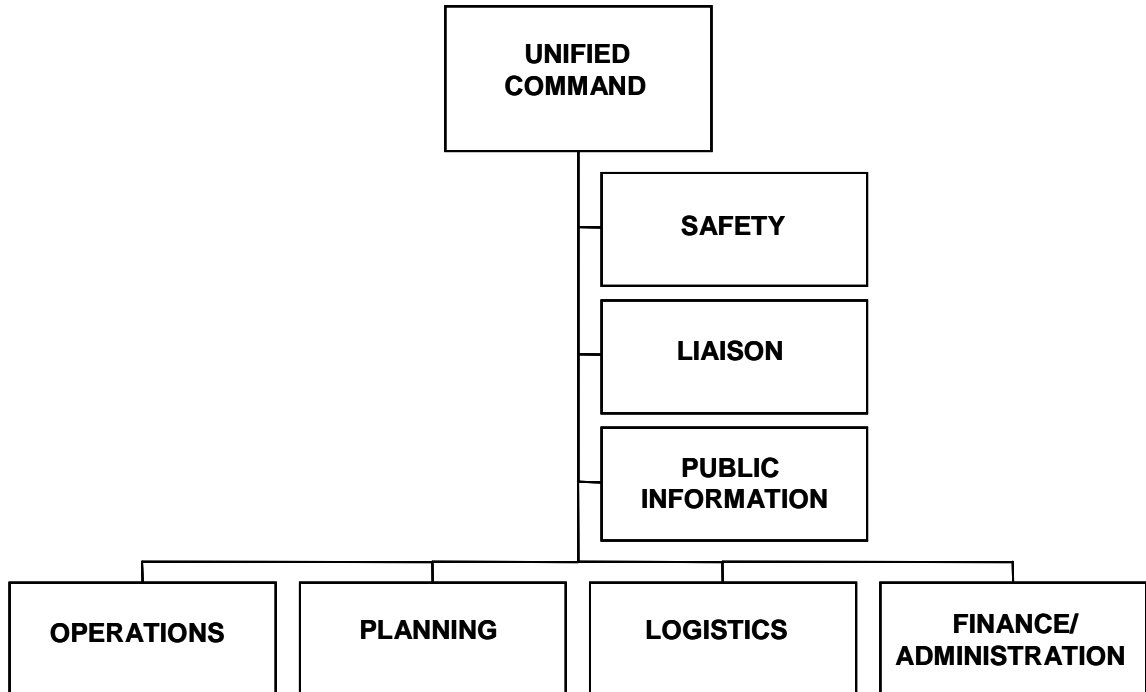 UNIFIED
COMMAND
SAFETY
LIAISON
PUBLIC
INFORMATION
OPERATIONS
PLANNING
LOGISTICS
FINANCE/
ADMINISTRATION